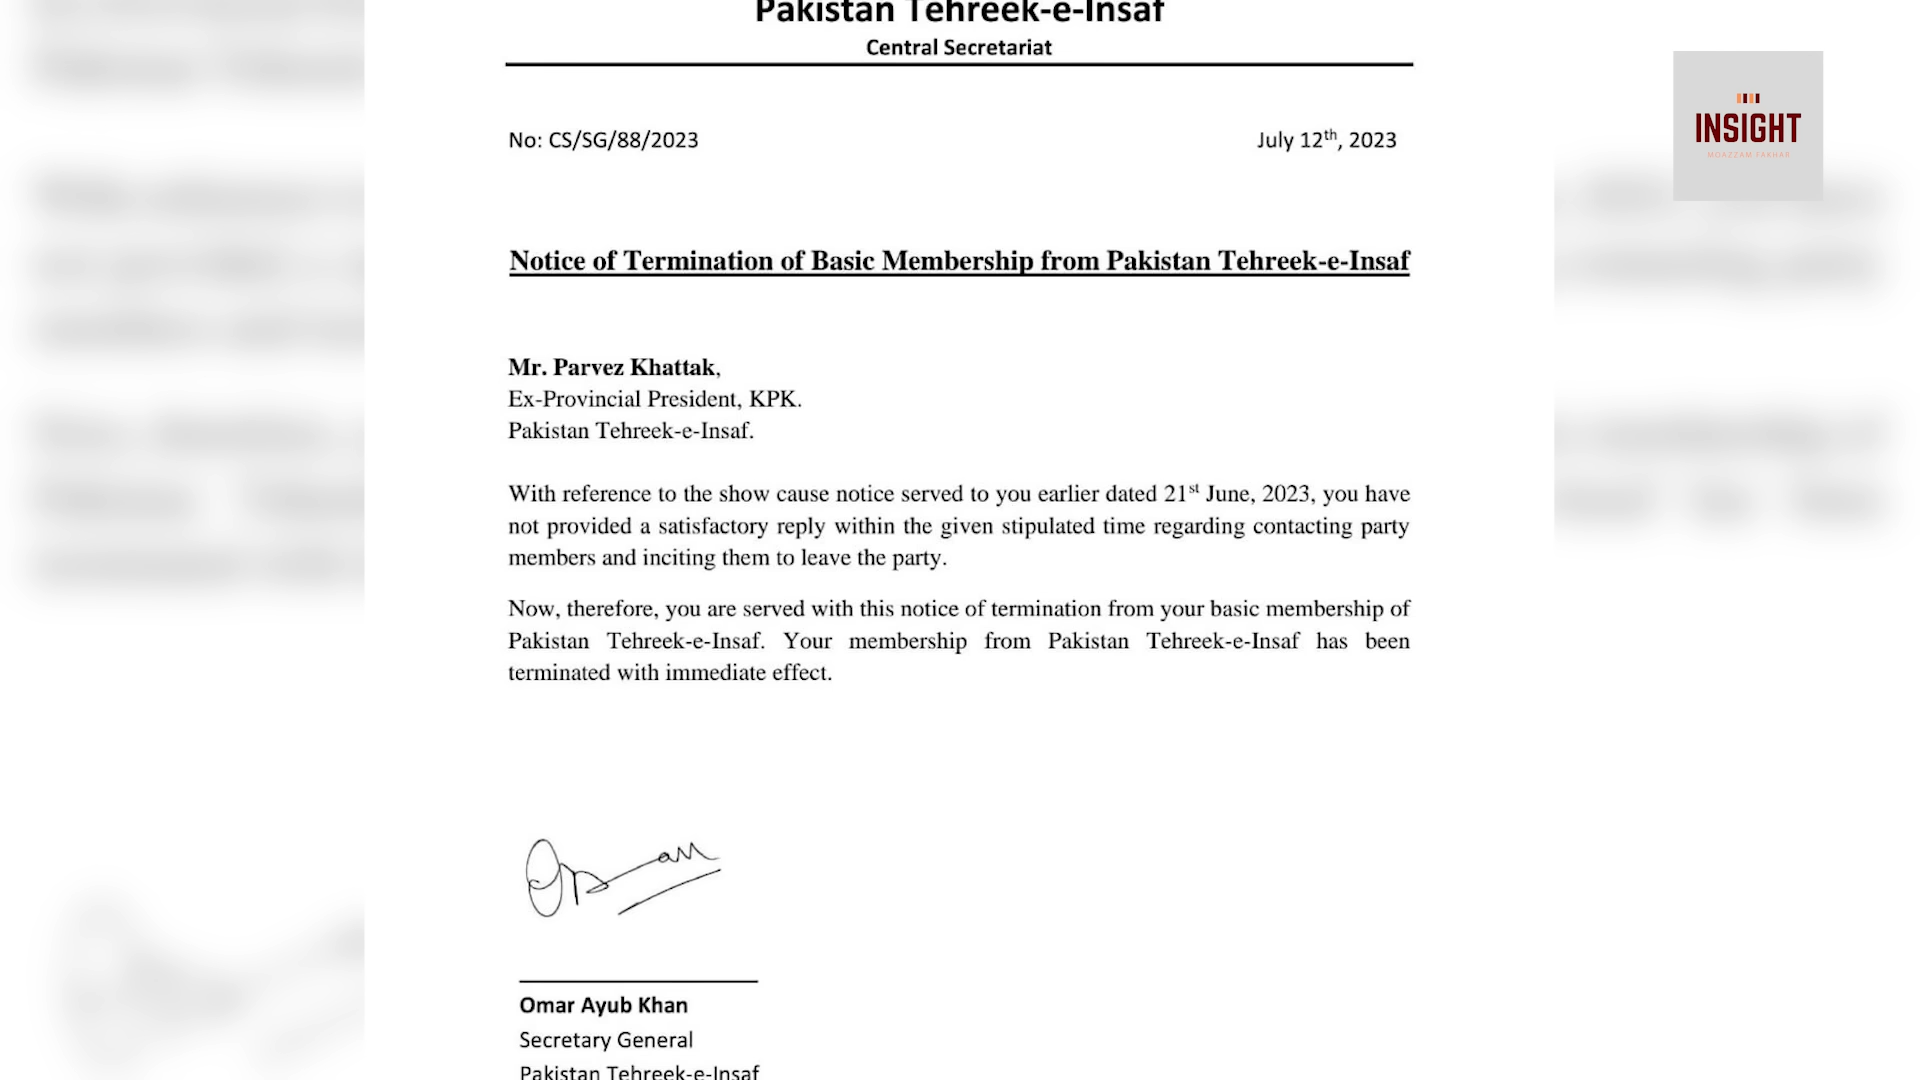 Pakistan Tehreek-e-Insaf
Central Secretariat
No: CS/SG/88/2023
July 12th, 2023
INSIGHT
MOAZZAM FAKHAR
Notice of Termination of Basic Membership from Pakistan Tehreek-e-Insaf
Mr. Parvez Khattak,
Ex-Provincial President, KPK.
Pakistan Tehreek-e-Insaf.
With reference to the show cause notice served to you earlier dated 21st June, 2023, you have
not provided a satisfactory reply within the given stipulated time regarding contacting party
members and inciting them to leave the party.
Now, therefore, you are served with this notice of termination from your basic membership of
Pakistan Tehreek-e-Insaf. Your membership from Pakistan Tehreek-e-Insaf has been
terminated with immediate effect.
Omar Ayub Khan
Secretary General
Pakistan Tehreek-e-Insaf